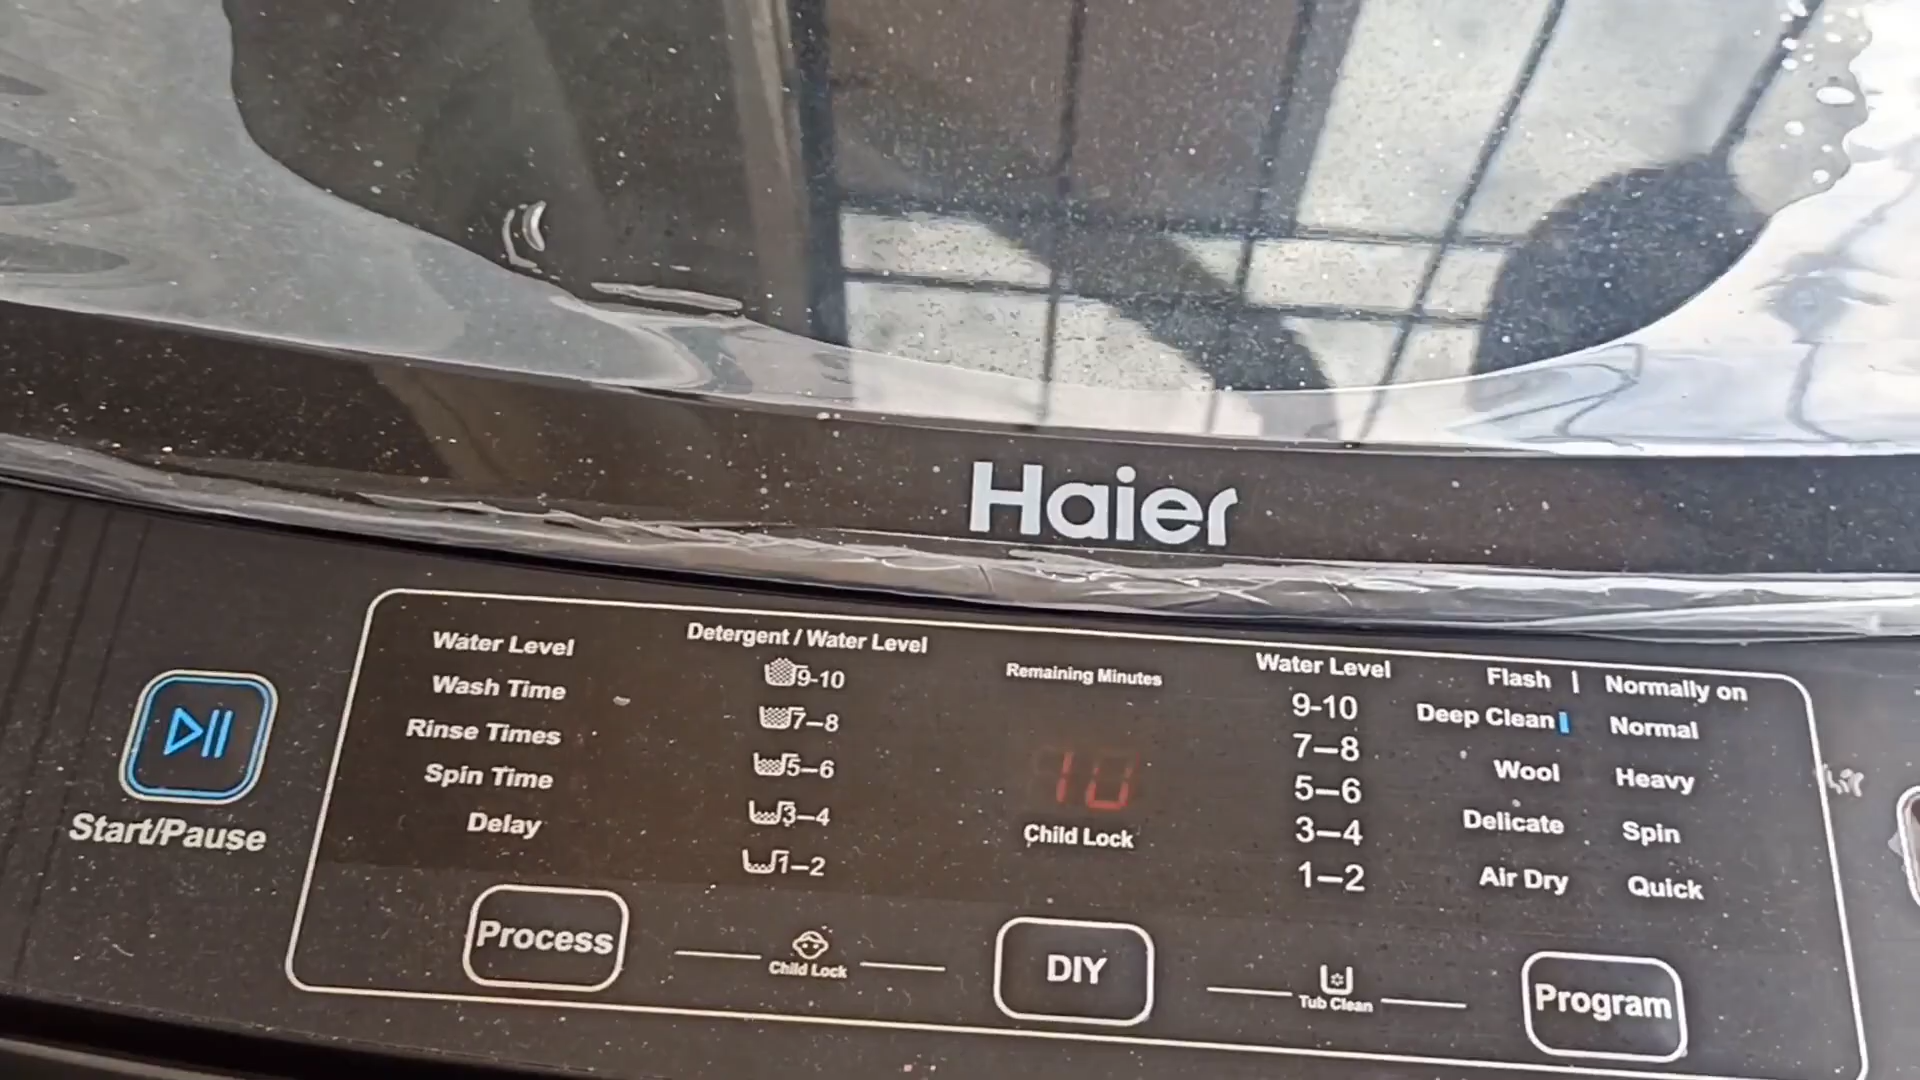 Haier
Water Level
Wash Time
Rinse Times
Spin Time
Delay
Start/Pause
Process
Detergent / Water Level
9-10
7–8
5–6
3–4
1–2
Child Lock
Remaining Minutes
10
Child Lock
DIY
Water Level
9-10
7–8
5–6
3–4
1–2
Tub Clean
Flash | Normally on
Deep Clean Normal
Wool Heavy
Delicate Spin
Air Dry Quick
Program